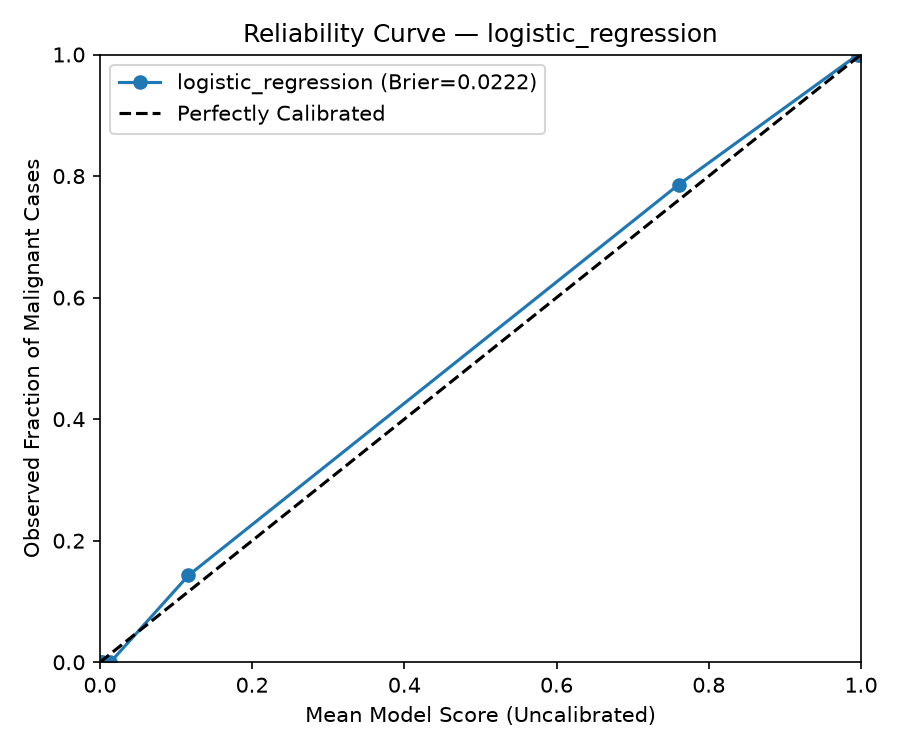 Reliability Curve — logistic_regression
logistic_regression (Brier=0.0222)
Perfectly Calibrated
Observed Fraction of Malignant Cases
1.0
0.8
0.6
0.4
0.2
0.0
0.0 0.2 0.4 0.6 0.8 1.0
Mean Model Score (Uncalibrated)